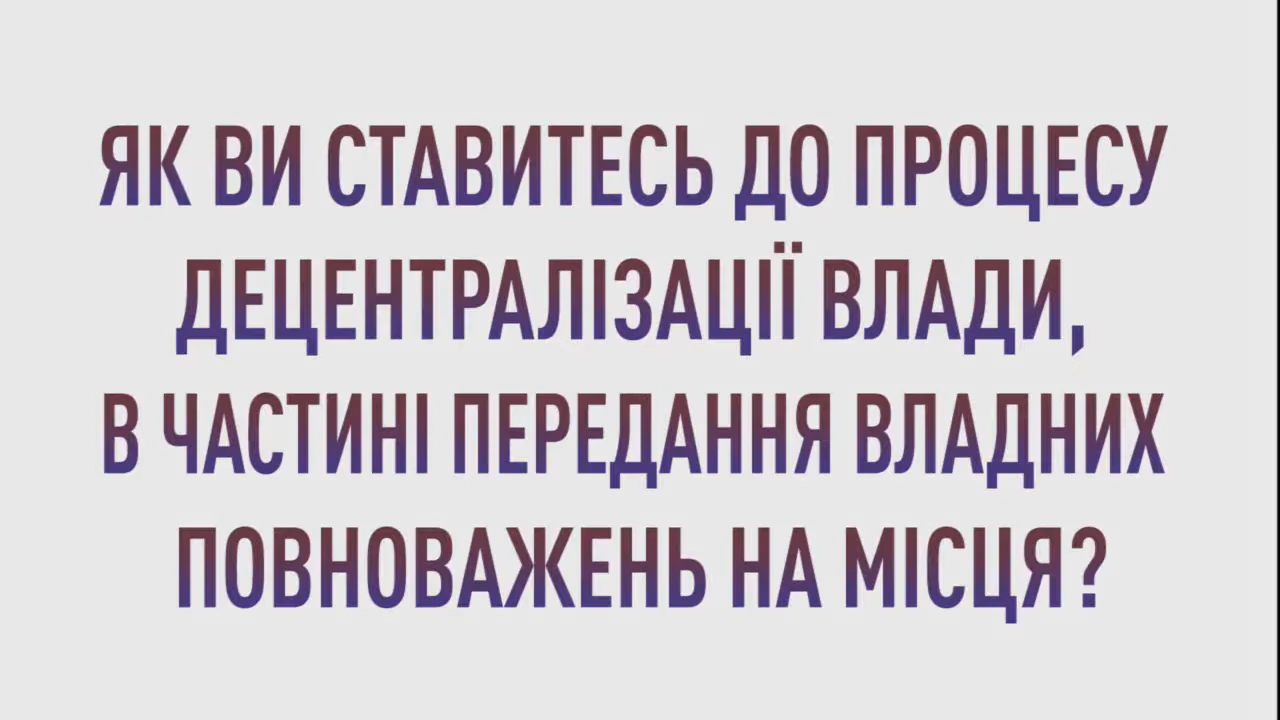 ЯК ВИ СТАВИТЕСЬ ДО ПРОЦЕСУ
ДЕЦЕНТРАЛІЗАЦІЇ ВЛАДИ,
В ЧАСТИНІ ПЕРЕДАННЯ ВЛАДНИХ
ПОВНОВАЖЕНЬ НА МІСЦЯ?